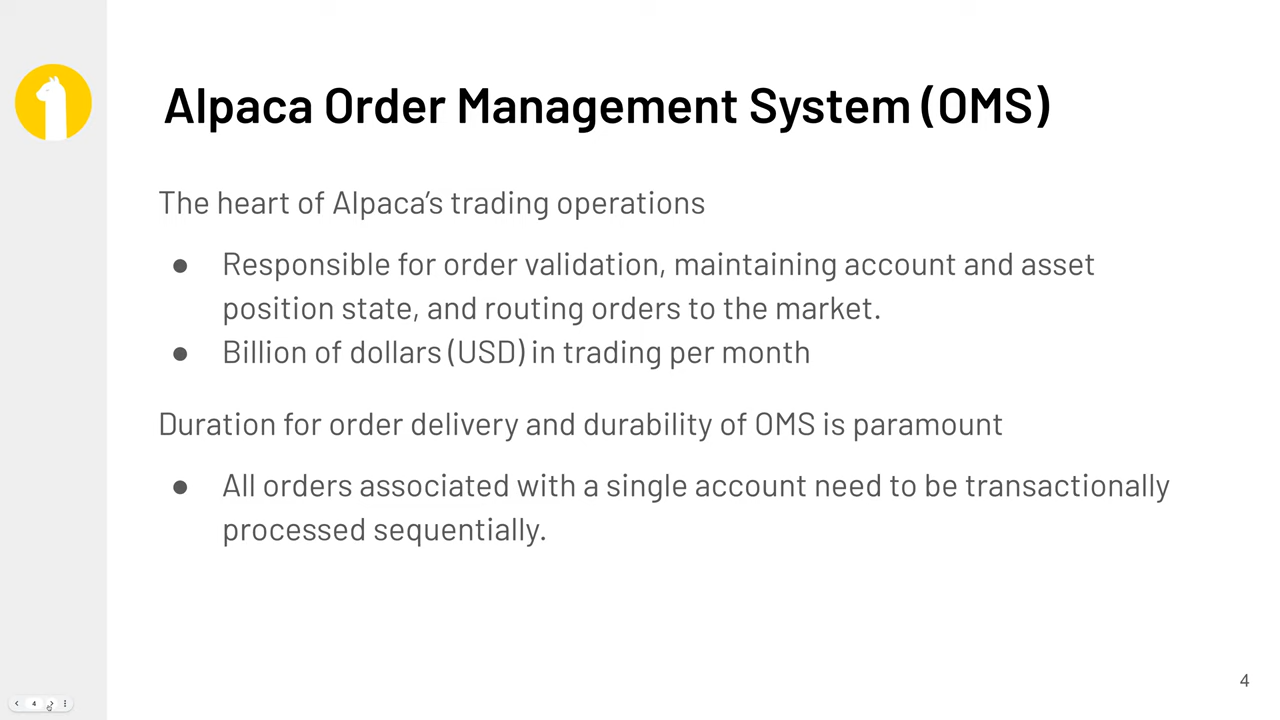 Alpaca Order Management System (OMS)
The heart of Alpaca's trading operations
● Responsible for order validation, maintaining account and asset
position state, and routing orders to the market.
● Billion of dollars (USD) in trading per month
Duration for order delivery and durability of OMS is paramount
● All orders associated with a single account need to be transactionally
processed sequentially.
4
4